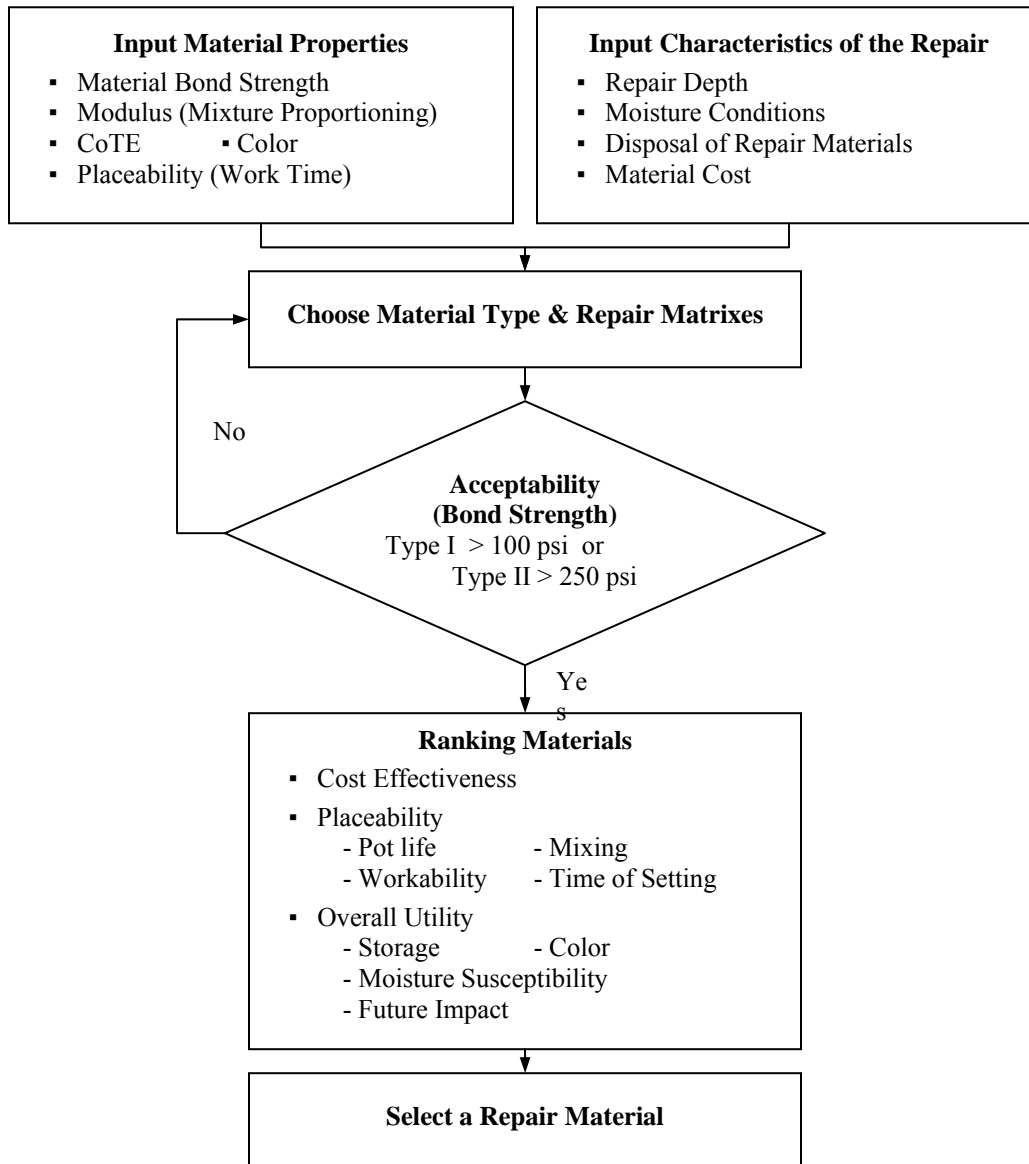 Input Material Properties
▪ Material Bond Strength
▪ Modulus (Mixture Proportioning)
▪ CoTE ▪ Color
▪ Placeability (Work Time)
Input Characteristics of the Repair
▪ Repair Depth
▪ Moisture Conditions
▪ Disposal of Repair Materials
▪ Material Cost
Choose Material Type & Repair Matrixes
No
Acceptability
(Bond Strength)
Type I > 100 psi or
Type II > 250 psi
Ye
s
Ranking Materials
▪ Cost Effectiveness
▪ Placeability
- Pot life - Mixing
- Workability - Time of Setting
▪ Overall Utility
- Storage - Color
- Moisture Susceptibility
- Future Impact
Select a Repair Material